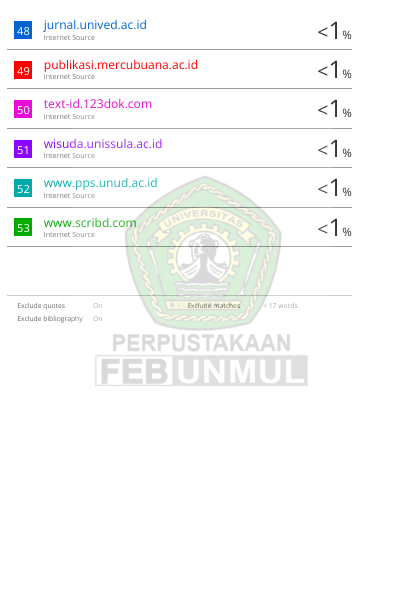 48 jurnal.unved.ac.id <1%
Internet Source
49 publikasi.mercubuana.ac.id <1%
Internet Source
50 text-id.123dok.com <1%
Internet Source
51 wisuda.unissula.ac.id <1%
Internet Source
52 www.pps.unud.ac.id <1%
Internet Source
53 www.scribd.com <1%
Internet Source
UNIVERSITAS
Exclude quotes On Exclude matches < 17 words
Exclude bibliography On
PERPUSTAKAAN
FEB UNMUL